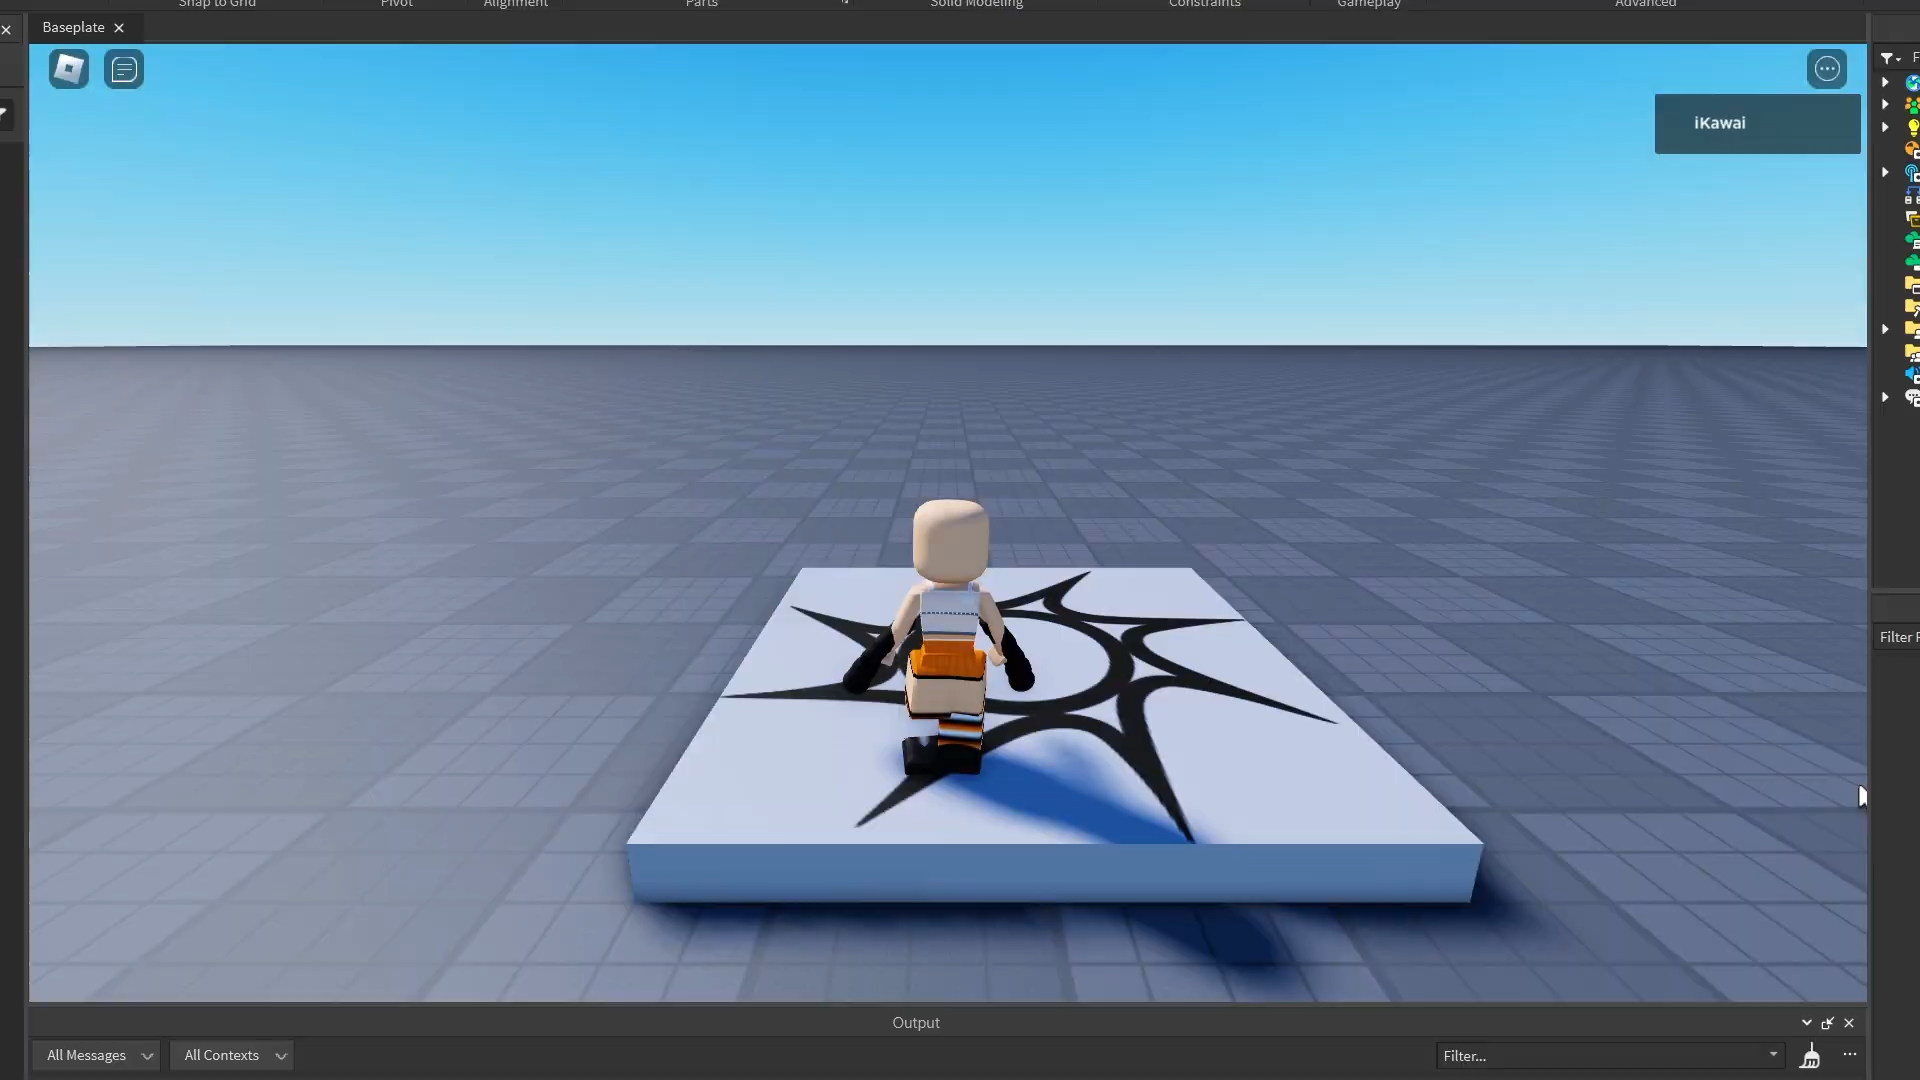 Snap to Grid
Pivot
Alignment
Parts
Solid Modeling
Constraints
Gameplay
Advanced
Baseplate
iKawai
Filter
Output
All Messages
All Contexts
Filter...